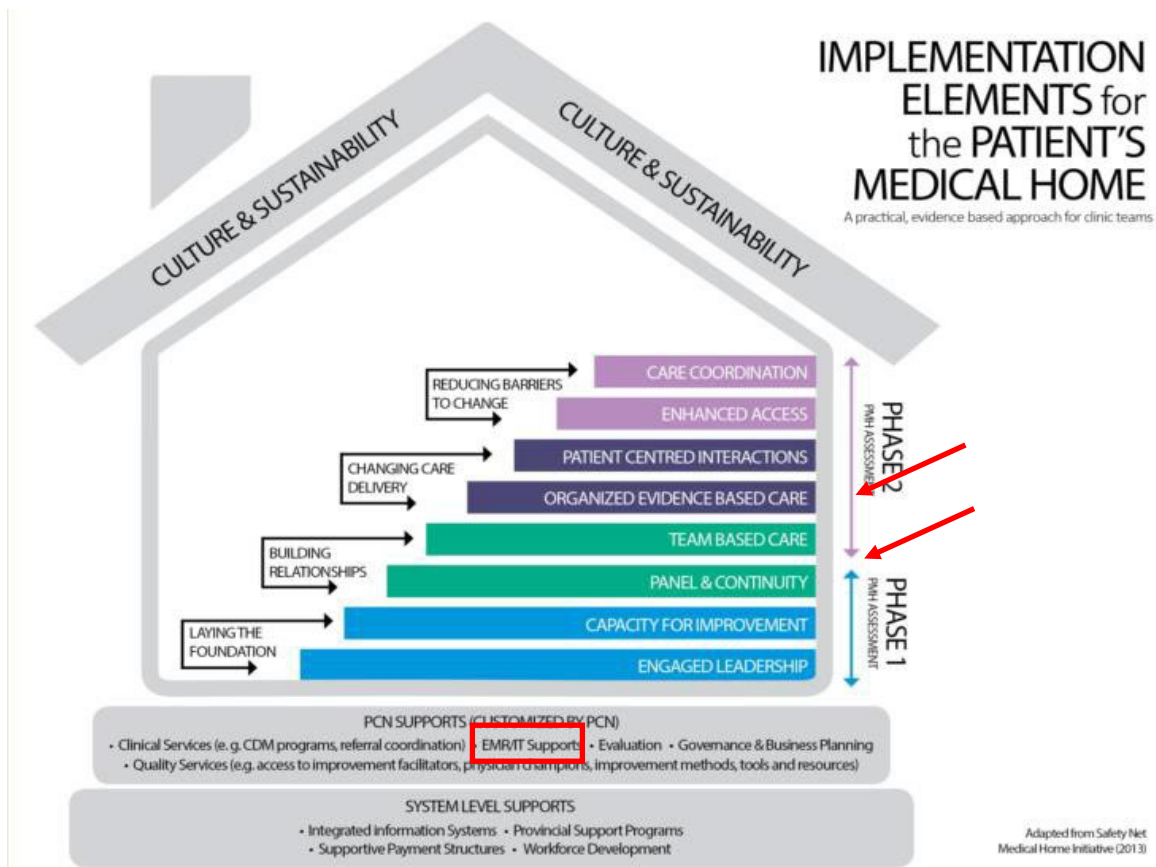 IMPLEMENTATION
ELEMENTS for
the PATIENT'S
MEDICAL HOME
A practical, evidence based approach for clinic teams
CULTURE & SUSTAINABILITY
CULTURE & SUSTAINABILITY
REDUCING BARRIERS
TO CHANGE
CARE COORDINATION
ENHANCED ACCESS
CHANGING CARE
DELIVERY
PATIENT CENTRED INTERACTIONS
ORGANIZED EVIDENCE BASED CARE
BUILDING
RELATIONSHIPS
TEAM BASED CARE
PANEL & CONTINUITY
LAYING THE
FOUNDATION
CAPACITY FOR IMPROVEMENT
ENGAGED LEADERSHIP
PHASE 2
PMH ASSESSMENT
PHASE 1
PMH ASSESSMENT
PCN SUPPORTS (CUSTOMIZED BY PCN)
• Clinical Services (e. g. CDM programs, referral coordination) • EMR/IT Supports • Evaluation • Governance & Business Planning
• Quality Services (e.g. access to improvement facilitators, physician champions, improvement methods, tools and resources)
SYSTEM LEVEL SUPPORTS
• Integrated information Systems • Provincial Support Programs
• Supportive Payment Structures • Workforce Development
Adapted from Safety Net
Medical Home Initiative (2013)